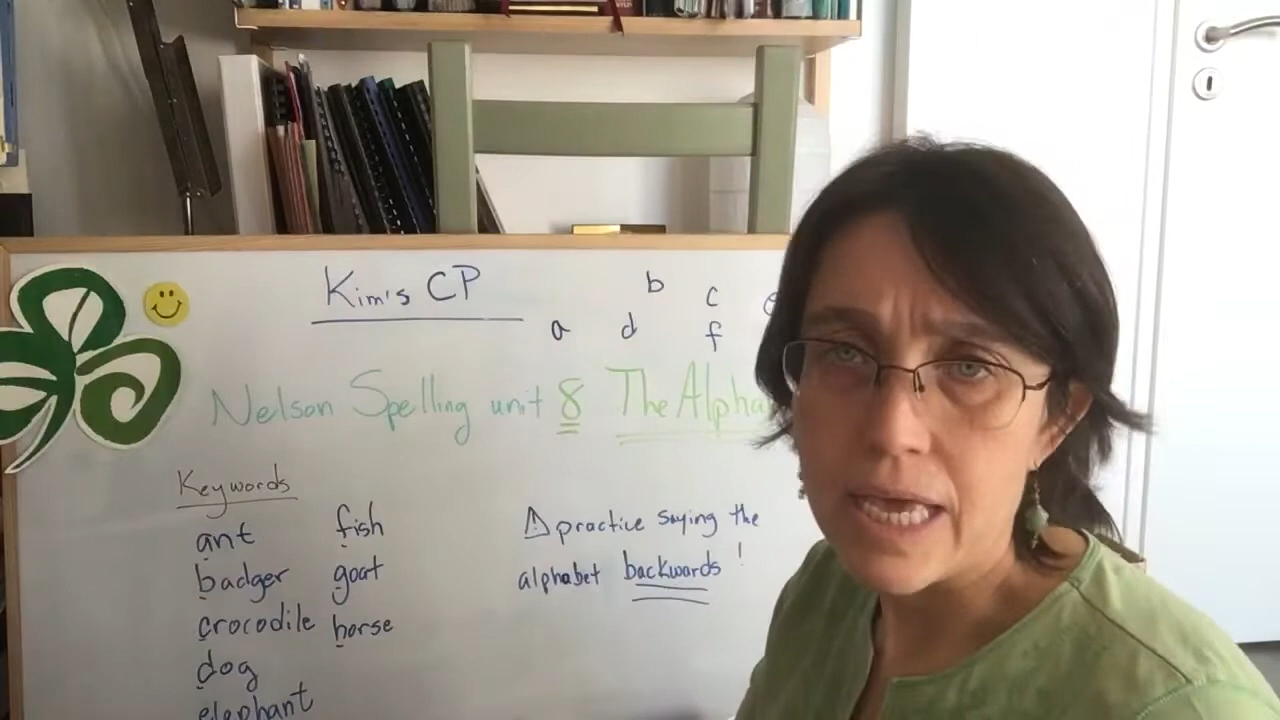 Kim's CP
b c
a d f
Nelson Spelling unit 8 The Alpha
Keywords
ant fish
badger goat
crocodile horse
dog
elephant
practice saying the
alphabet backwards!